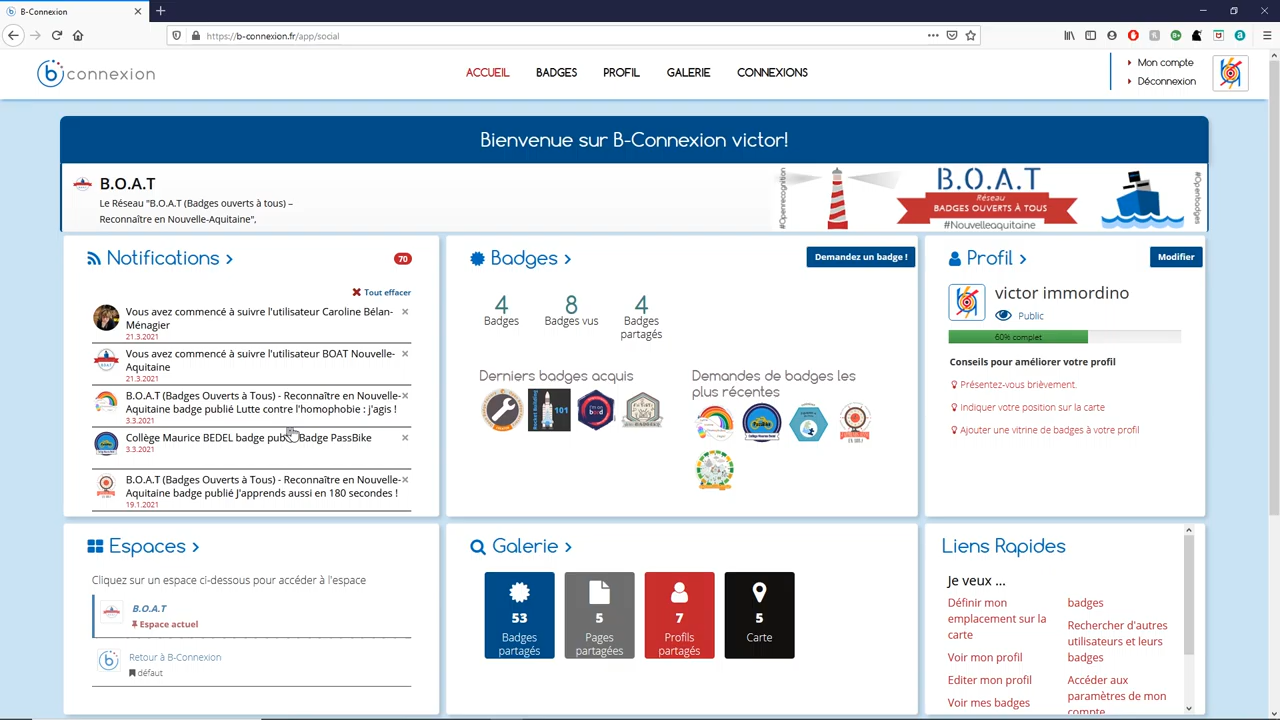 B-Connexion
https://b-connexion.fr/app/social
b connexion
ACCUEIL
BADGES
PROFIL
GALERIE
CONNEXIONS
Mon compte
Déconnexion
Bienvenue sur B-Connexion victor!
B.O.A.T
Le Réseau "B.O.A.T (Badges ouverts à tous) –
Reconnaître en Nouvelle-Aquitaine",
#Openrecognition
B.O.A.T
Réseau
BADGES OUVERTS À TOUS
#Nouvelleaquitaine
#Openbadges
Notifications
70
Tout effacer
Vous avez commencé à suivre l'utilisateur Caroline Bélan-
Ménagier
21.3.2021
Vous avez commencé à suivre l'utilisateur BOAT Nouvelle-
Aquitaine
21.3.2021
B.O.A.T (Badges Ouverts à Tous) - Reconnaître en Nouvelle-
Aquitaine badge publié Lutte contre l'homophobie : j'agis !
3.3.2021
Collège Maurice BEDEL badge Badge PassBike
3.3.2021
B.O.A.T (Badges Ouverts à Tous) - Reconnaître en Nouvelle-
Aquitaine badge publié J'apprends aussi en 180 secondes !
19.1.2021
Badges
Demandez un badge !
4
Badges
8
Badges vus
4
Badges
partagés
Derniers badges acquis
101
Demandes de badges les
plus récentes
Profil
Modifier
victor immordino
Public
60% complet
Conseils pour améliorer votre profil
Présentez-vous brièvement.
Indiquer votre position sur la carte
Ajouter une vitrine de badges à votre profil
Espaces
Cliquez sur un espace ci-dessous pour accéder à l'espace
B.O.A.T
Espace actuel
Retour à B-Connexion
défaut
Galerie
53
Badges
partagés
5
Pages
partagées
7
Profils
partagés
5
Carte
Liens Rapides
Je veux ...
Définir mon
emplacement sur la
carte
Voir mon profil
Editer mon profil
Voir mes badges
badges
Rechercher d'autres
utilisateurs et leurs
badges
Accéder aux
paramètres de mon
compte